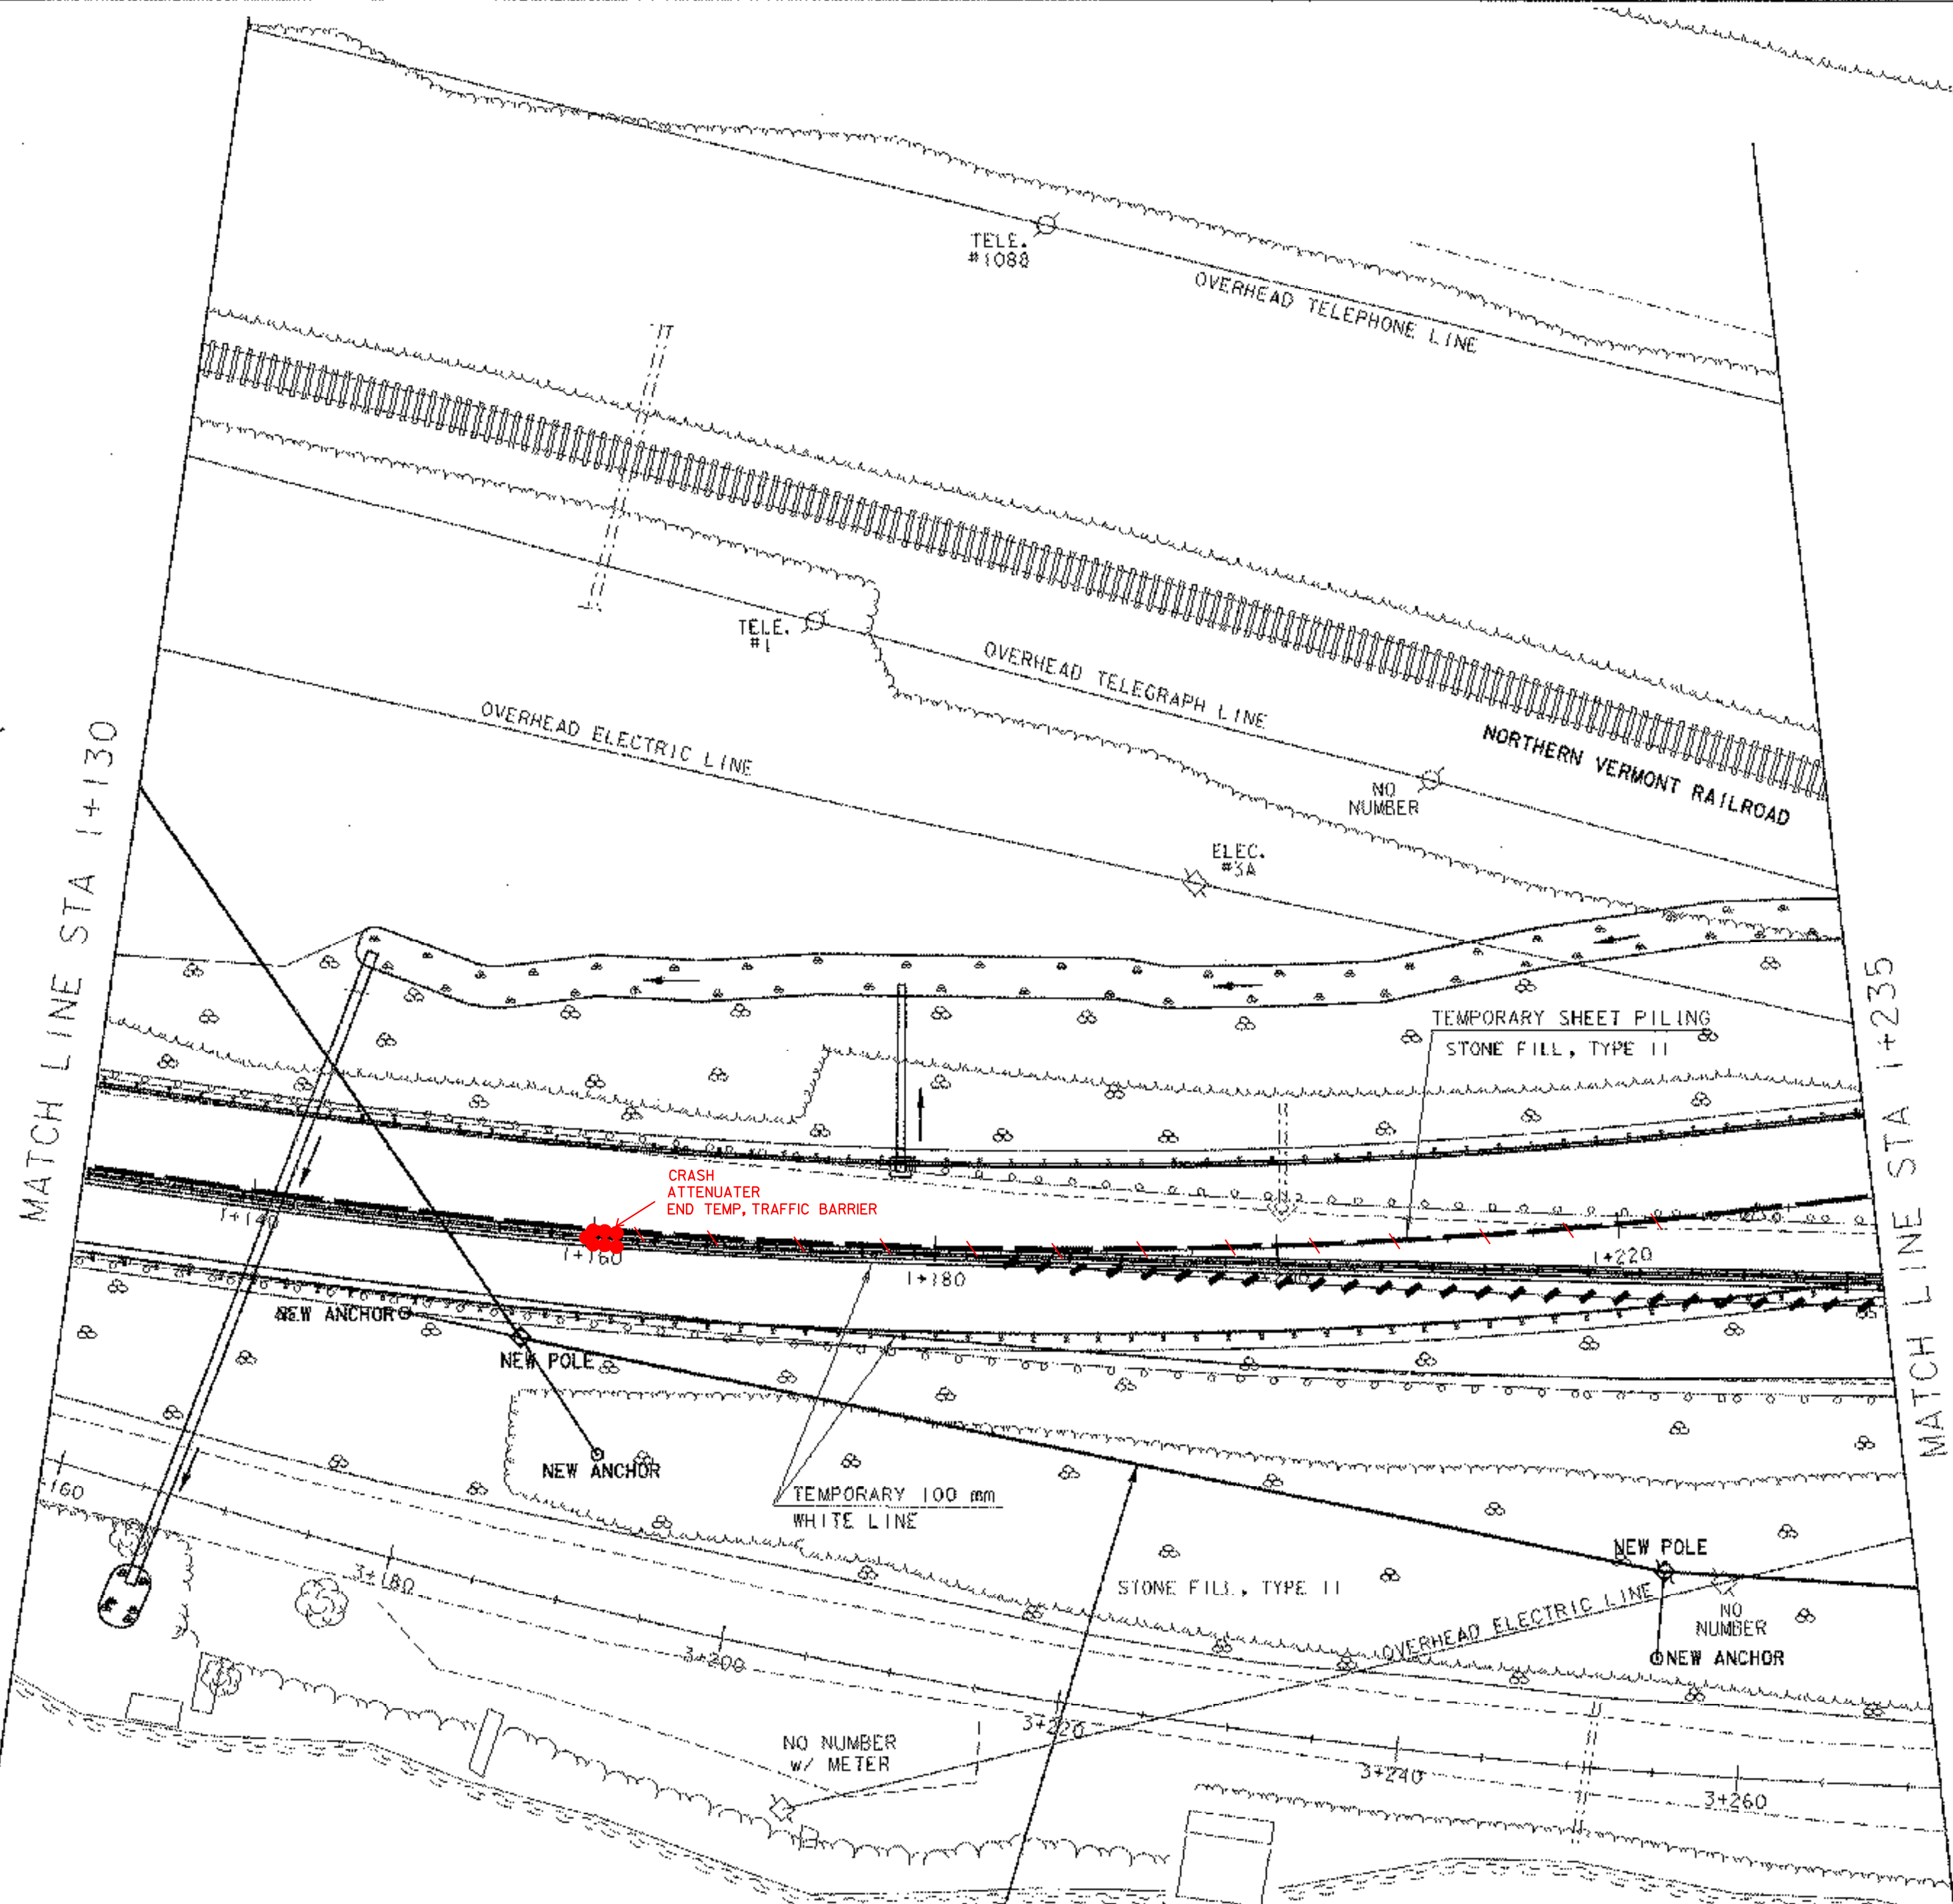 TELE.
#1088
OVERHEAD TELEPHONE LINE
TELE.
#1
OVERHEAD TELEGRAPH LINE
NORTHERN VERMONT RAILROAD
OVERHEAD ELECTRIC LINE
NO
NUMBER
ELEC.
#3A
MATCH LINE STA 1+130
MATCH LINE STA 1+235
TEMPORARY SHEET PILING
STONE FILL, TYPE II
CRASH
ATTENUATER
END TEMP, TRAFFIC BARRIER
1+140
1+160
1+180
1+220
NEW ANCHOR
NEW POLE
NEW ANCHOR
TEMPORARY 100 mm
WHITE LINE
STONE FILL, TYPE II
NEW POLE
OVERHEAD ELECTRIC LINE
NO
NUMBER
NEW ANCHOR
160
3+180
3+200
3+220
3+240
3+260
NO NUMBER
W/ METER